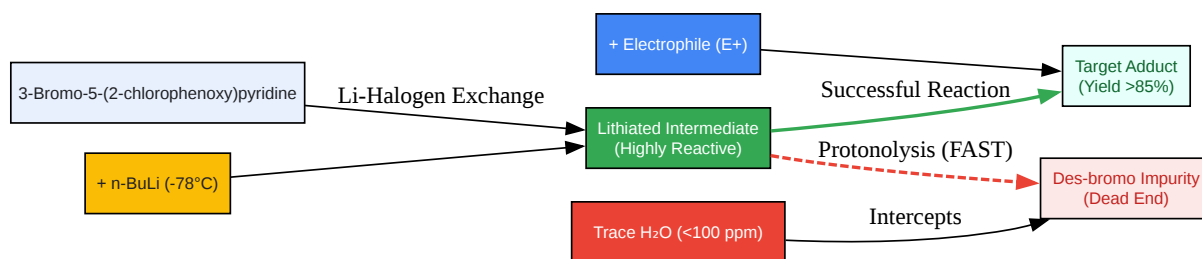 3-Bromo-5-(2-chlorophenoxy)pyridine
+ n-BuLi (-78°C)
Li-Halogen Exchange
+ Electrophile (E+)
Lithiated Intermediate
(Highly Reactive)
Trace H₂O (<100 ppm)
Successful Reaction
Protonolysis (FAST)
Intercepts
Target Adduct
(Yield >85%)
Des-bromo Impurity
(Dead End)